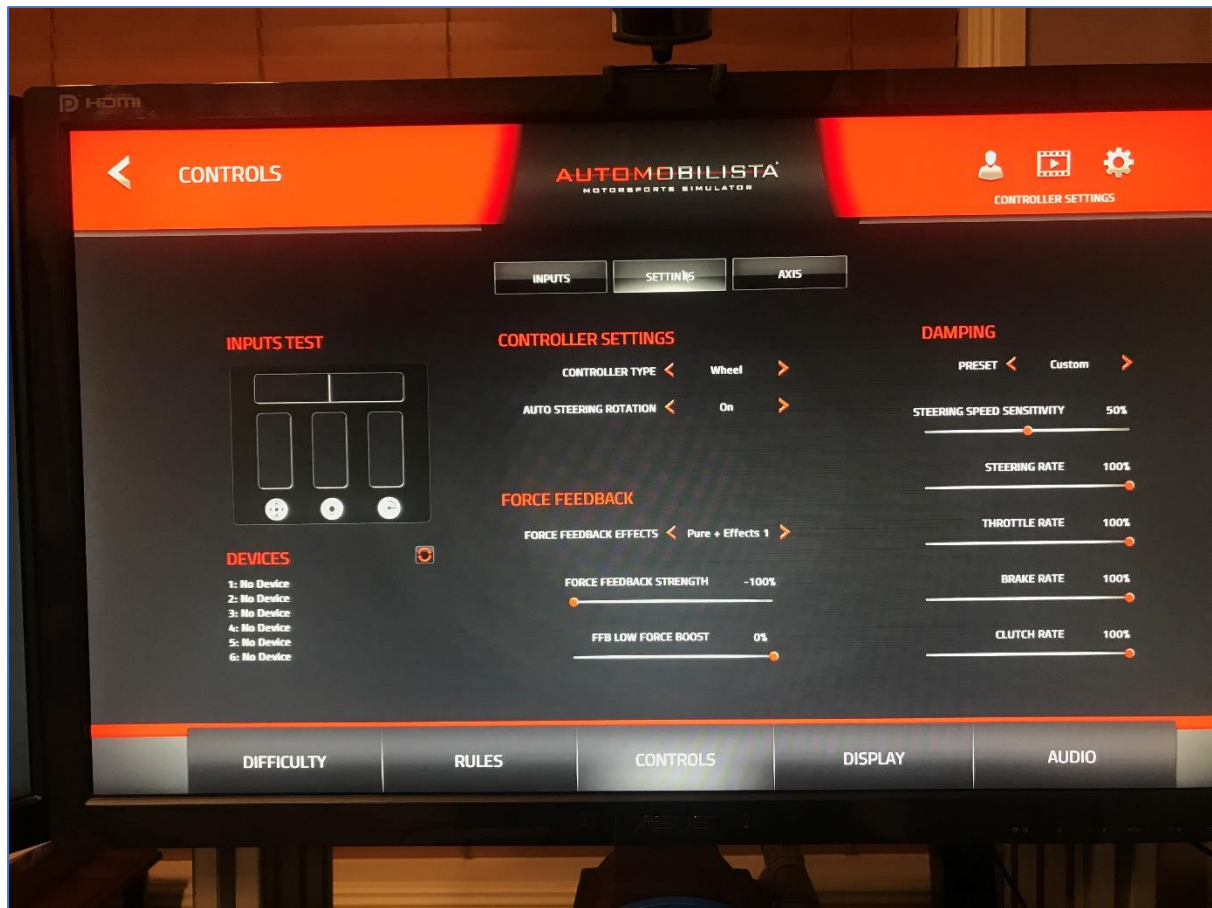 HDMI
CONTROLS
AUTOMOBILISTA
MOTORSPORTS SIMULATOR
CONTROLLER SETTINGS
INPUTS
SETTINGS
AXIS
INPUTS TEST
DEVICES
1: No Device
2: No Device
3: No Device
4: No Device
5: No Device
6: No Device
CONTROLLER SETTINGS
CONTROLLER TYPE Wheel
AUTO STEERING ROTATION On
FORCE FEEDBACK
FORCE FEEDBACK EFFECTS Pure + Effects 1
FORCE FEEDBACK STRENGTH -100%
FFB LOW FORCE BOOST 0%
DAMPING
PRESET Custom
STEERING SPEED SENSITIVITY 50%
STEERING RATE 100%
THROTTLE RATE 100%
BRAKE RATE 100%
CLUTCH RATE 100%
DIFFICULTY
RULES
CONTROLS
DISPLAY
AUDIO
ASUS